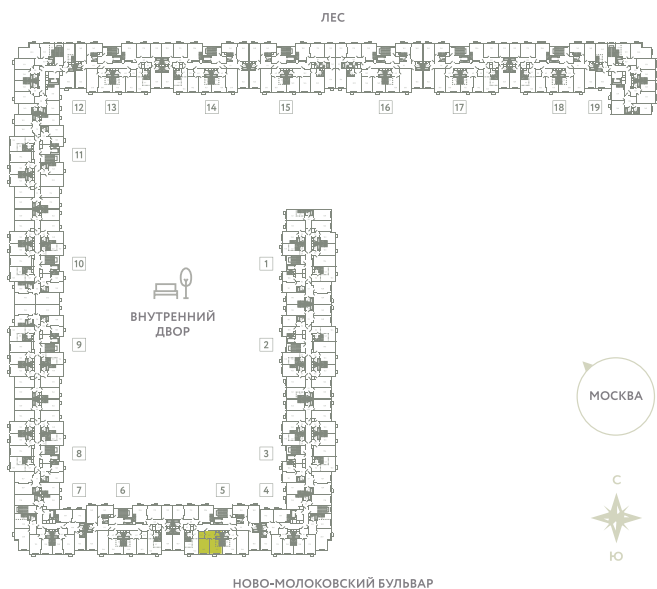 ЛЕС
12 13 14 15 16 17 18 19
11
10 1
ВНУТРЕННИЙ
ДВОР
9 2
МОСКВА
8 3
7 6 5 4
С
Ю
НОВО-МОЛОКОВСКИЙ БУЛЬВАР